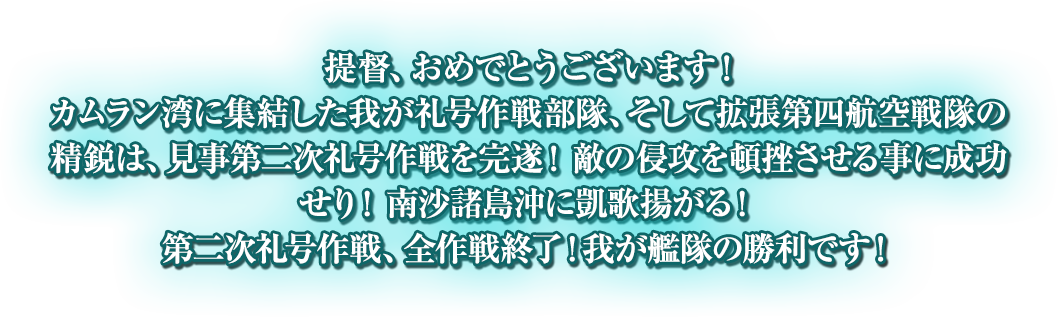 提督、おめでとうございます！
カムラン湾に集結した我が礼号作戦部隊、そして拡張第四航空戦隊の
精鋭は、見事第二次礼号作戦を完遂！敵の侵攻を頓挫させる事に成功
せり！南沙諸島沖に凱歌揚がる！
第二次礼号作戦、全作戦終了！我が艦隊の勝利です！